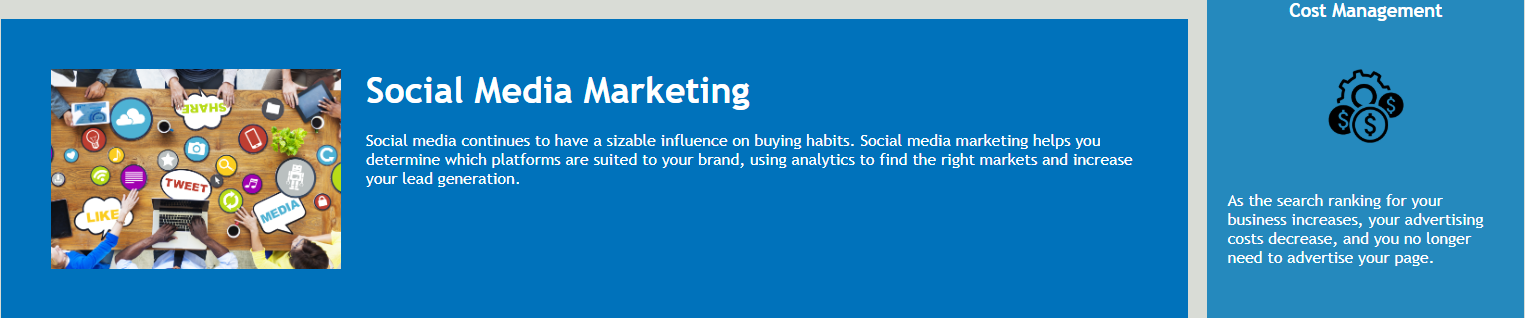 Cost Management
Social Media Marketing
Social media continues to have a sizable influence on buying habits. Social media marketing helps you
determine which platforms are suited to your brand, using analytics to find the right markets and increase
your lead generation.
SHARE
TWEET
LIKE
MEDIA
$
$
$
As the search ranking for your
business increases, your advertising
costs decrease, and you no longer
need to advertise your page.